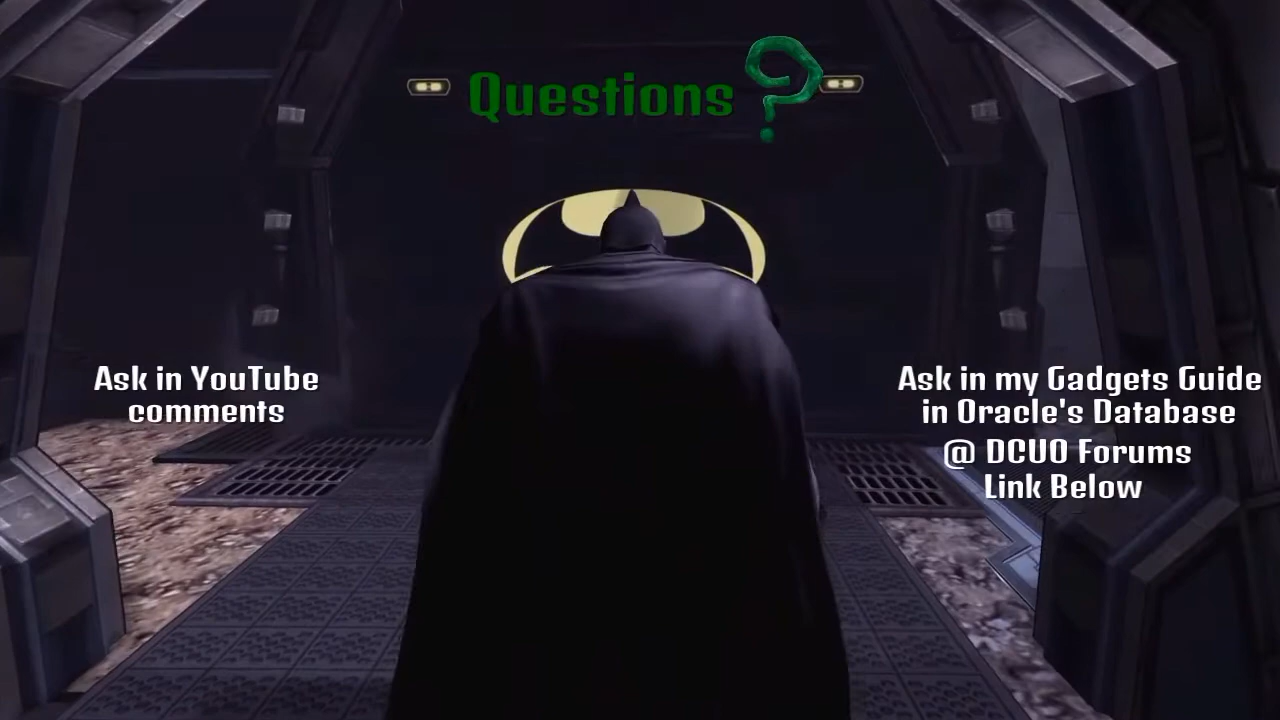 Questions ?
Ask in YouTube
comments
Ask in my Gadgets Guide
in Oracle's Database
@ DCUO Forums
Link Below